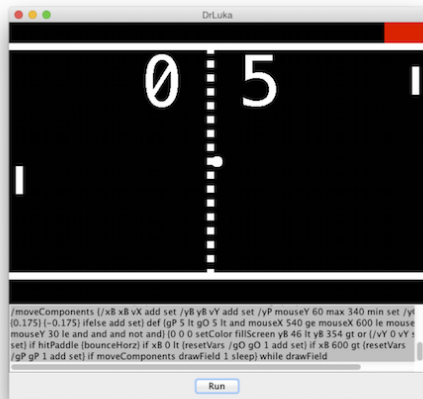 DrLuka
0 5
/moveComponents {/xB xB vX add set /yB yB vY add set /yP mouseY 60 max 340 min set /yO
{0.175} {-0.175} ifelse add set} def {gP 5 lt gO 5 lt and mouseX 540 ge mouseX 600 le mouse
mouseY 30 le and and and not and} {0 0 0 setColor fillScreen yB 46 lt yB 354 gt or {/vY 0 vY s
set} if hitPaddle {bounceHorz} if xB 0 lt {resetVars /gO gO 1 add set} if xB 600 gt {resetVars
/gP gP 1 add set} if moveComponents drawField 1 sleep} while drawField
Run